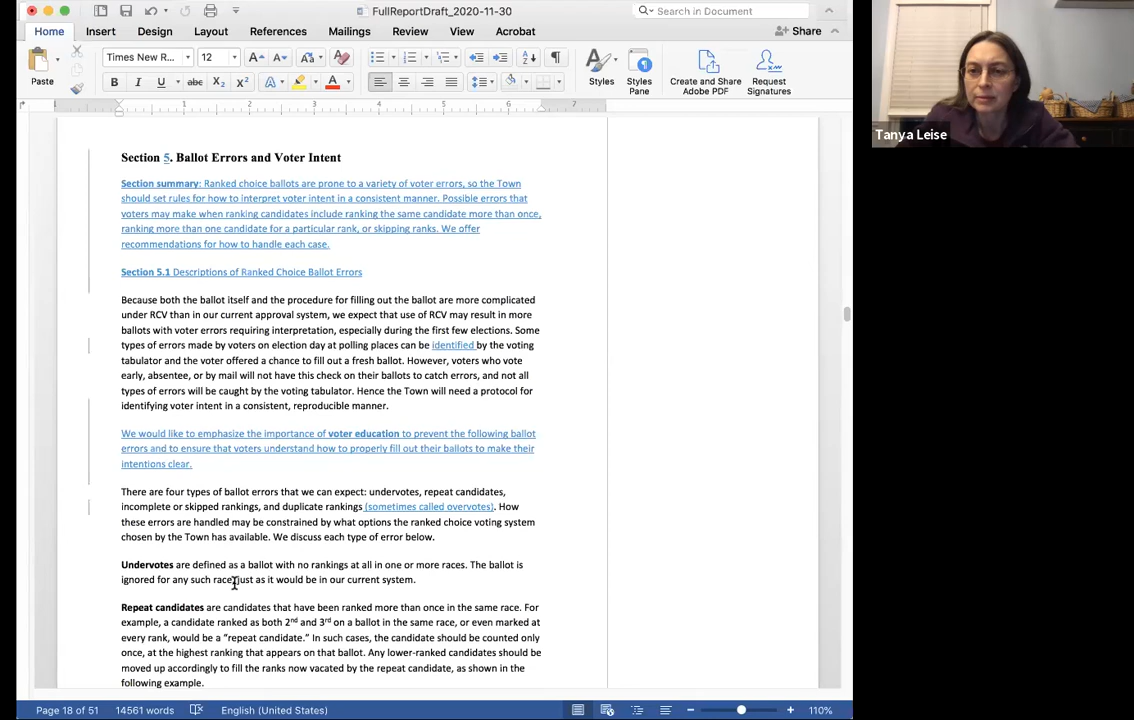 FullReportDraft_2020-11-30
Search in Document
Home Insert Design Layout References Mailings Review View Acrobat
Share
Paste
Times New R... 12
Styles
Styles Pane
Create and Share Adobe PDF
Request Signatures
1 2 3 4 5 6 7
Section 5. Ballot Errors and Voter Intent
Section summary: Ranked choice ballots are prone to a variety of voter errors, so the Town
should set rules for how to interpret voter intent in a consistent manner. Possible errors that
voters may make when ranking candidates include ranking the same candidate more than once,
ranking more than one candidate for a particular rank, or skipping ranks. We offer
recommendations for how to handle each case.
Section 5.1 Descriptions of Ranked Choice Ballot Errors
Because both the ballot itself and the procedure for filling out the ballot are more complicated
under RCV than in our current approval system, we expect that use of RCV may result in more
ballots with voter errors requiring interpretation, especially during the first few elections. Some
types of errors made by voters on election day at polling places can be identified by the voting
tabulator and the voter offered a chance to fill out a fresh ballot. However, voters who vote
early, absentee, or by mail will not have this check on their ballots to catch errors, and not all
types of errors will be caught by the voting tabulator. Hence the Town will need a protocol for
identifying voter intent in a consistent, reproducible manner.
We would like to emphasize the importance of voter education to prevent the following ballot
errors and to ensure that voters understand how to properly fill out their ballots to make their
intentions clear.
There are four types of ballot errors that we can expect: undervotes, repeat candidates,
incomplete or skipped rankings, and duplicate rankings (sometimes called overvotes). How
these errors are handled may be constrained by what options the ranked choice voting system
chosen by the Town has available. We discuss each type of error below.
Undervotes are defined as a ballot with no rankings at all in one or more races. The ballot is
ignored for any such race just as it would be in our current system.
Repeat candidates are candidates that have been ranked more than once in the same race. For
example, a candidate ranked as both 2nd and 3rd on a ballot in the same race, or even marked at
every rank, would be a “repeat candidate.” In such cases, the candidate should be counted only
once, at the highest ranking that appears on that ballot. Any lower-ranked candidates should be
moved up accordingly to fill the ranks now vacated by the repeat candidate, as shown in the
following example.
Page 18 of 51 14561 words English (United States) 110%
Tanya Leise